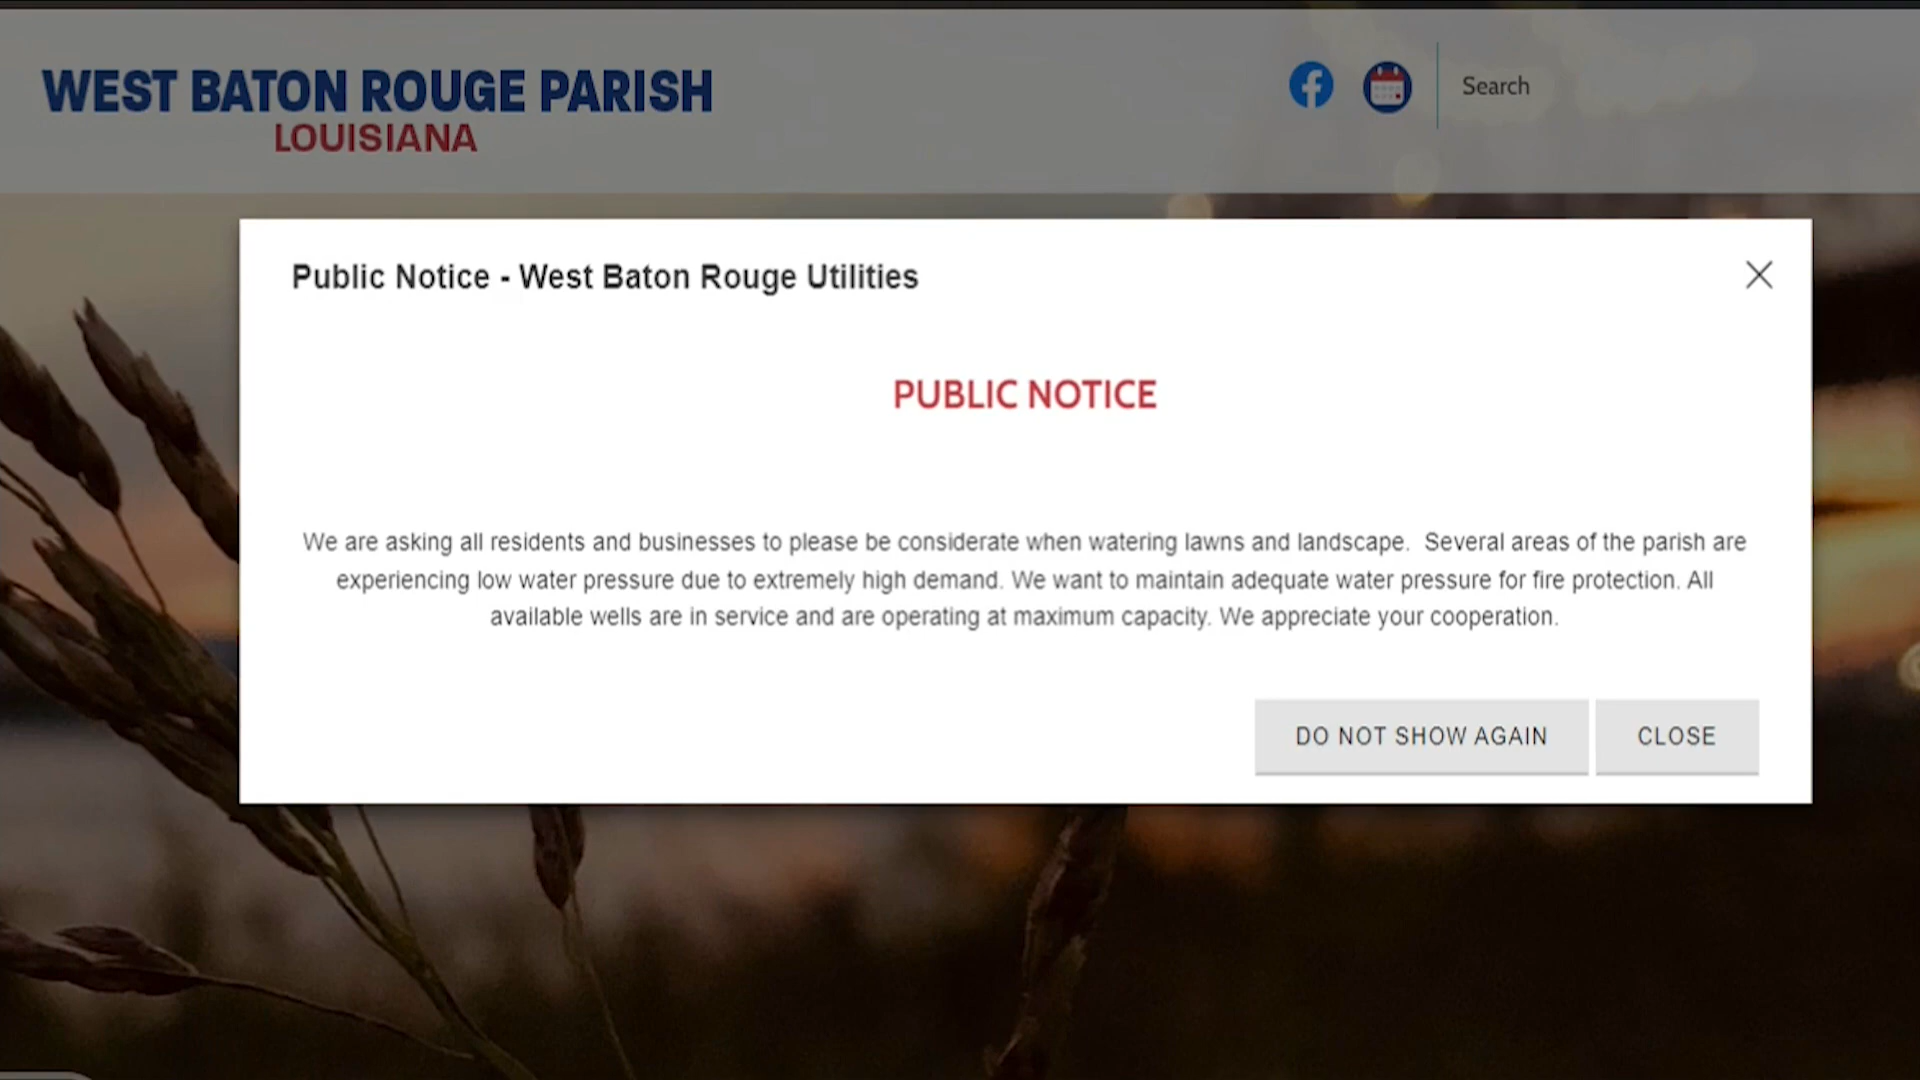 WEST BATON ROUGE PARISH
LOUISIANA
Search
Public Notice - West Baton Rouge Utilities
PUBLIC NOTICE
We are asking all residents and businesses to please be considerate when watering lawns and landscape.  Several areas of the parish are
experiencing low water pressure due to extremely high demand. We want to maintain adequate water pressure for fire protection. All
available wells are in service and are operating at maximum capacity. We appreciate your cooperation.
DO NOT SHOW AGAIN
CLOSE